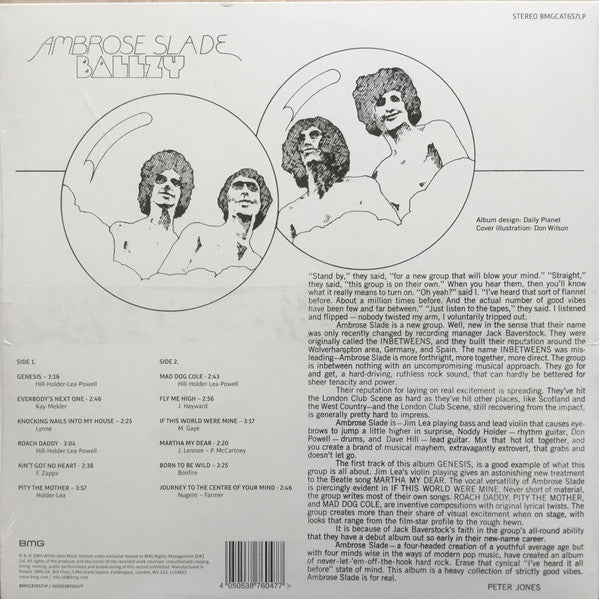 STEREO BMGCAT657LP
AMBROSE SLADE
BALLZY
Album design: Daily Planet
Cover illustration: Don Wilson
"Stand by," they said, "for a new group that will blow your mind." "Straight,"
they said, "this group is on their own." When you hear them, then you'll know
what it really means to turn on. "Oh yeah?" said I. "I've heard that sort of flannel
before. About a million times before. And the actual number of good vibes
have been few and far between." "Just listen to the tapes," they said. I listened
and flipped — nobody twisted my arm, I voluntarily tripped out.
Ambrose Slade is a new group. Well, new in the sense that their name
was only recently changed by recording manager Jack Baverstock. They were
originally called the INBETWEENS, and they built their reputation around the
Wolverhampton area, Germany, and Spain. The name INBETWEENS was mis-
leading—Ambrose Slade is more forthright, more together, more direct. The group
is inbetween nothing with an uncompromising musical approach. They go for
and get, a hard-driving, ruthless rock sound, that can hardly be bettered for
sheer tenacity and power.
Their reputation for laying on real excitement is spreading. They've hit
the London Club Scene as hard as they've hit other places, like Scotland and
the West Country—and the London Club Scene, still recovering from the impact,
is generally pretty hard to impress.
Ambrose Slade is—Jim Lea playing bass and lead violin that causes eye-
brows to jump a little higher in surprise, Noddy Holder — rhythm guitar, Don
Powell — drums, and Dave Hill — lead guitar. Mix that hot lot together, and
you create a brand of musical mayhem, extravagantly extrovert, that grabs and
doesn't let go.
The first track of this album GENESIS, is a good example of what this
group is all about. Jim Lea's violin playing gives an astonishing new treatment
to the Beatle song MARTHA MY DEAR. The vocal versatility of Ambrose Slade
is piercingly evident in IF THIS WORLD WERE MINE. Never short of material,
the group writes most of their own songs. ROACH DADDY, PITY THE MOTHER,
and MAD DOG COLE, are inventive compositions with original lyrical twists. The
group creates more than their share of visual excitement when on stage, with
looks that range from the film-star profile to the rough hewn.
It is because of Jack Baverstock's faith in the group's all-round ability
that they have a debut album out so early in their new-name career.
Ambrose Slade—a four-headed creation of a youthful average age but
with four minds wise in the ways of modern pop music, have created an album
of never-let-'em-off-the-hook hard rock. Erase that cynical "I've heard it all
before" state of mind. This album is a heavy collection of strictly good vibes.
Ambrose Slade is for real.
PETER JONES
SIDE 1.
GENESIS – 3:16
Hill-Holder-Lea-Powell
EVERYBODY'S NEXT ONE – 2:46
Kay-Mekler
KNOCKING NAILS INTO MY HOUSE – 2:25
Lynne
ROACH DADDY – 3:04
Hill-Holder-Lea-Powell
AIN'T GOT NO HEART – 2:38
F. Zappa
PITY THE MOTHER – 3:57
Holder-Lea
SIDE 2.
MAD DOG COLE – 2:43
Hill-Holder-Lea-Powell
FLY ME HIGH – 2:56
J. Hayward
IF THIS WORLD WERE MINE – 3:17
M. Gaye
MARTHA MY DEAR – 2:20
J. Lennon – P. McCartney
BORN TO BE WILD – 3:25
Bonfire
JOURNEY TO THE CENTRE OF YOUR MIND – 2:46
Nugent – Farmer
BMG
BMGCAT657LP / 4050538760477
4050538760477 >